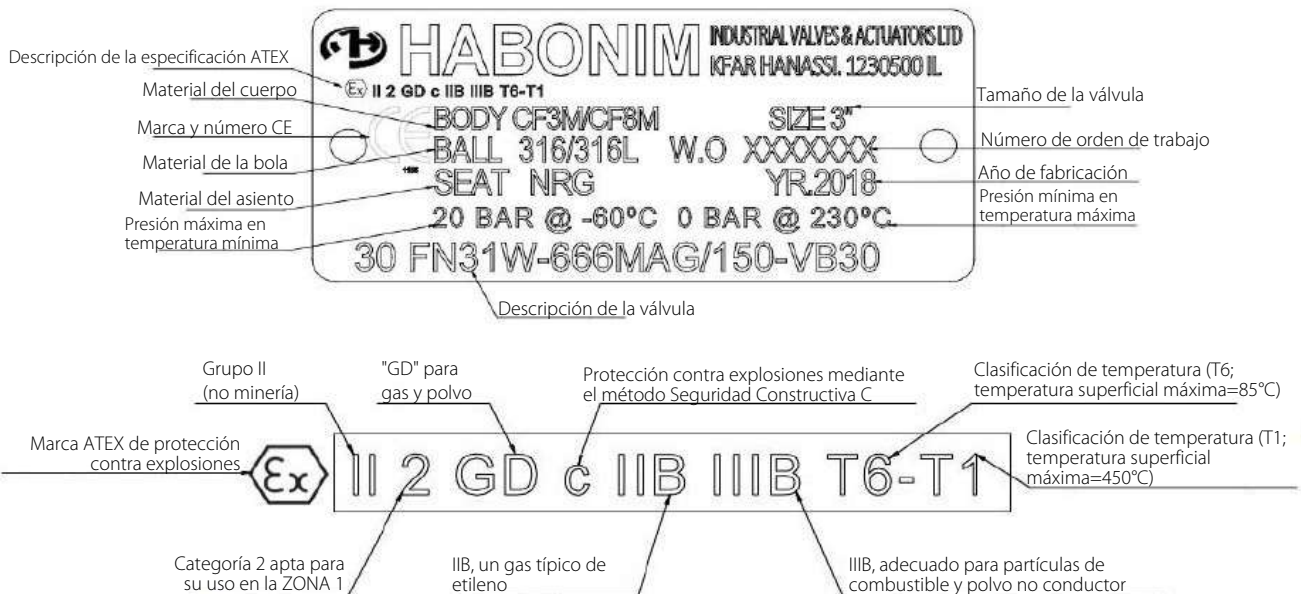 HABONIM INDUSTRIAL VALVES & ACTUATORS LTD
KFAR HANASSI. 1230500 IL
Descripción de la especificación ATEX
Ex II 2 GD c IIB IIIB T6-T1
Material del cuerpo
BODY CF3M/CF8M SIZE 3"
Tamaño de la válvula
Marca y número CE
CE
BALL 316/316L W.O XXXXXXX
Número de orden de trabajo
Material de la bola
Material del asiento
SEAT NRG YR.2018
Año de fabricación
Presión máxima en
temperatura mínima
20 BAR @ -60°C 0 BAR @ 230°C
Presión mínima en
temperatura máxima
30 FN31W-666MAG/150-VB30
Descripción de la válvula
Grupo II
(no minería)
"GD" para
gas y polvo
Protección contra explosiones mediante
el método Seguridad Constructiva C
Clasificación de temperatura (T6;
temperatura superficial máxima=85°C)
Marca ATEX de protección
contra explosiones
Ex II 2 GD c IIB IIIB T6-T1
Clasificación de temperatura (T1;
temperatura superficial
máxima=450°C)
Categoría 2 apta para
su uso en la ZONA 1
IIB, un gas típico de
etileno
IIIB, adecuado para partículas de
combustible y polvo no conductor